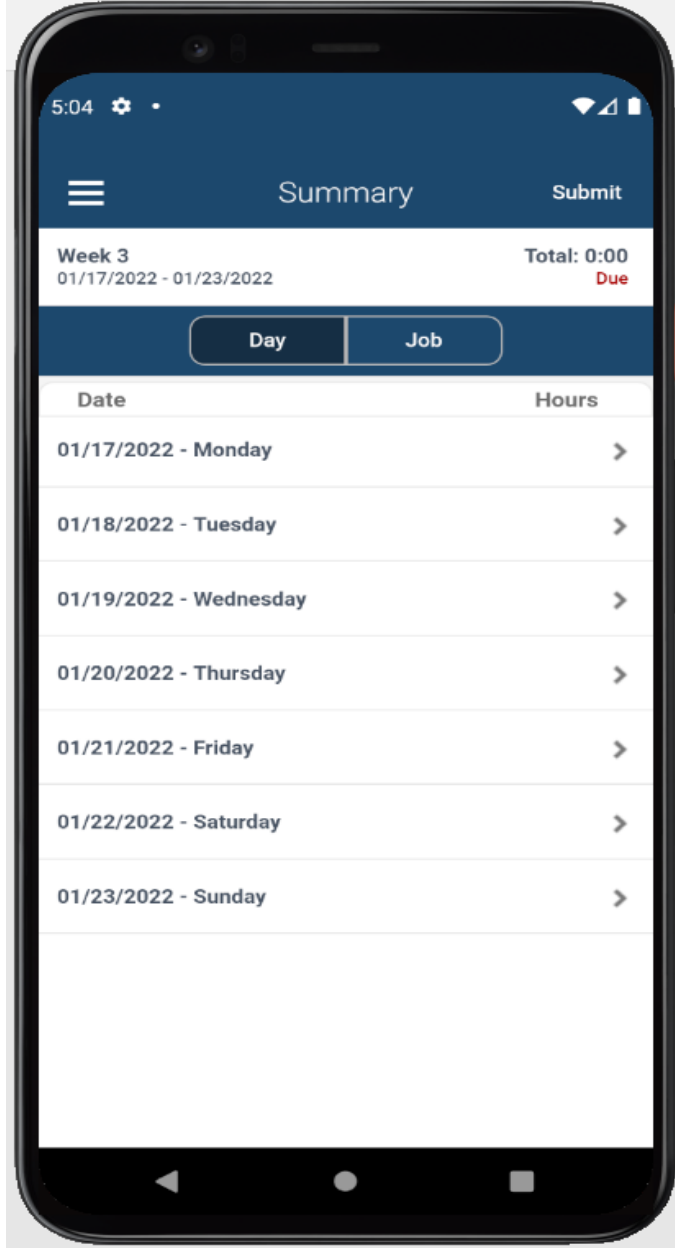 5:04
Summary Submit
Week 3 Total: 0:00
01/17/2022 - 01/23/2022 Due
Day Job
Date Hours
01/17/2022 - Monday
01/18/2022 - Tuesday
01/19/2022 - Wednesday
01/20/2022 - Thursday
01/21/2022 - Friday
01/22/2022 - Saturday
01/23/2022 - Sunday